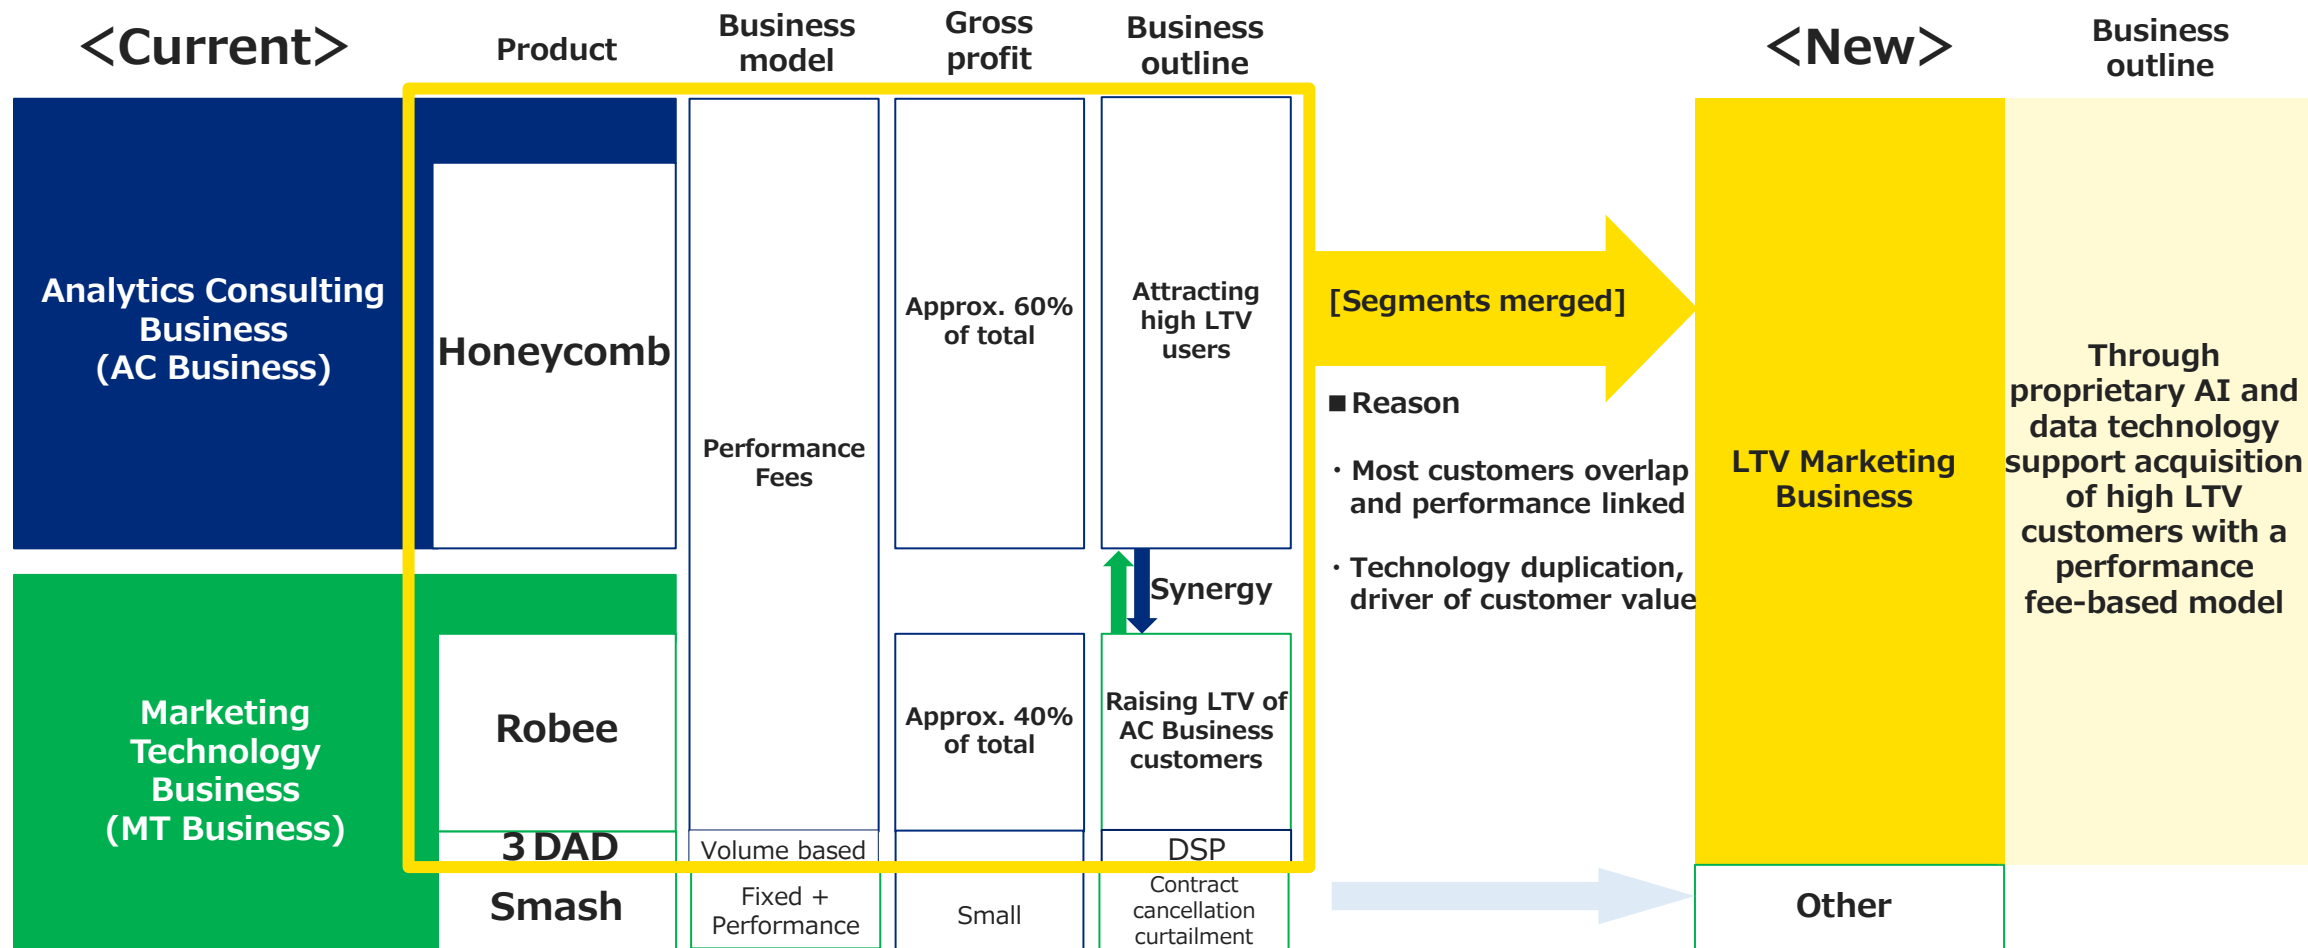 <Current>
Product
Business
model
Gross
profit
Business
outline
<New>
Business
outline
Analytics Consulting
Business
(AC Business)
Honeycomb
Performance
Fees
Approx. 60%
of total
Attracting
high LTV
users
[Segments merged]
■Reason
・Most customers overlap
and performance linked
・Technology duplication,
driver of customer value
Synergy
LTV Marketing
Business
Through
proprietary AI and
data technology
support acquisition
of high LTV
customers with a
performance
fee-based model
Marketing
Technology
Business
(MT Business)
Robee
Approx. 40%
of total
Raising LTV of
AC Business
customers
3DAD
Volume based
DSP
Smash
Fixed +
Performance
Small
Contract
cancellation
curtailment
Other